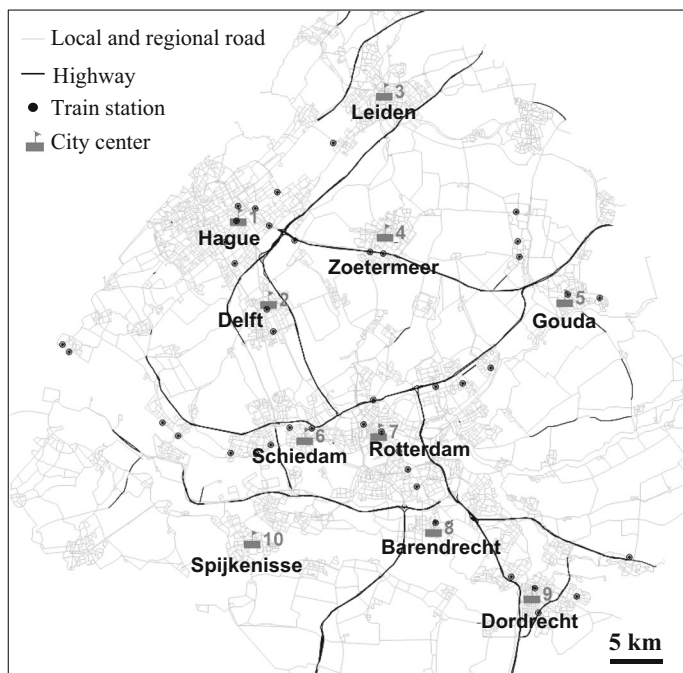 Local and regional road
Highway
Train station
City center
3
Leiden
1
Hague
4
Zoetermeer
2
Delft
5
Gouda
6
Schiedam
7
Rotterdam
8
Barendrecht
10
Spijkenisse
9
Dordrecht
5 km